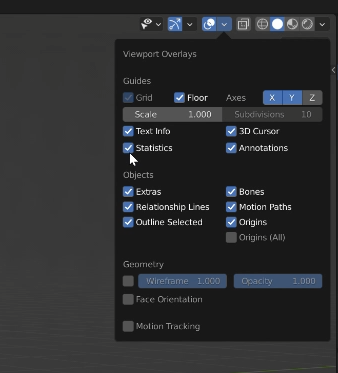 Viewport Overlays
Guides
Grid Floor Axes X Y Z
Scale 1.000 Subdivisions 10
Text Info 3D Cursor
Statistics Annotations
Objects
Extras Bones
Relationship Lines Motion Paths
Outline Selected Origins
Origins (All)
Geometry
Wireframe 1.000 Opacity 1.000
Face Orientation
Motion Tracking